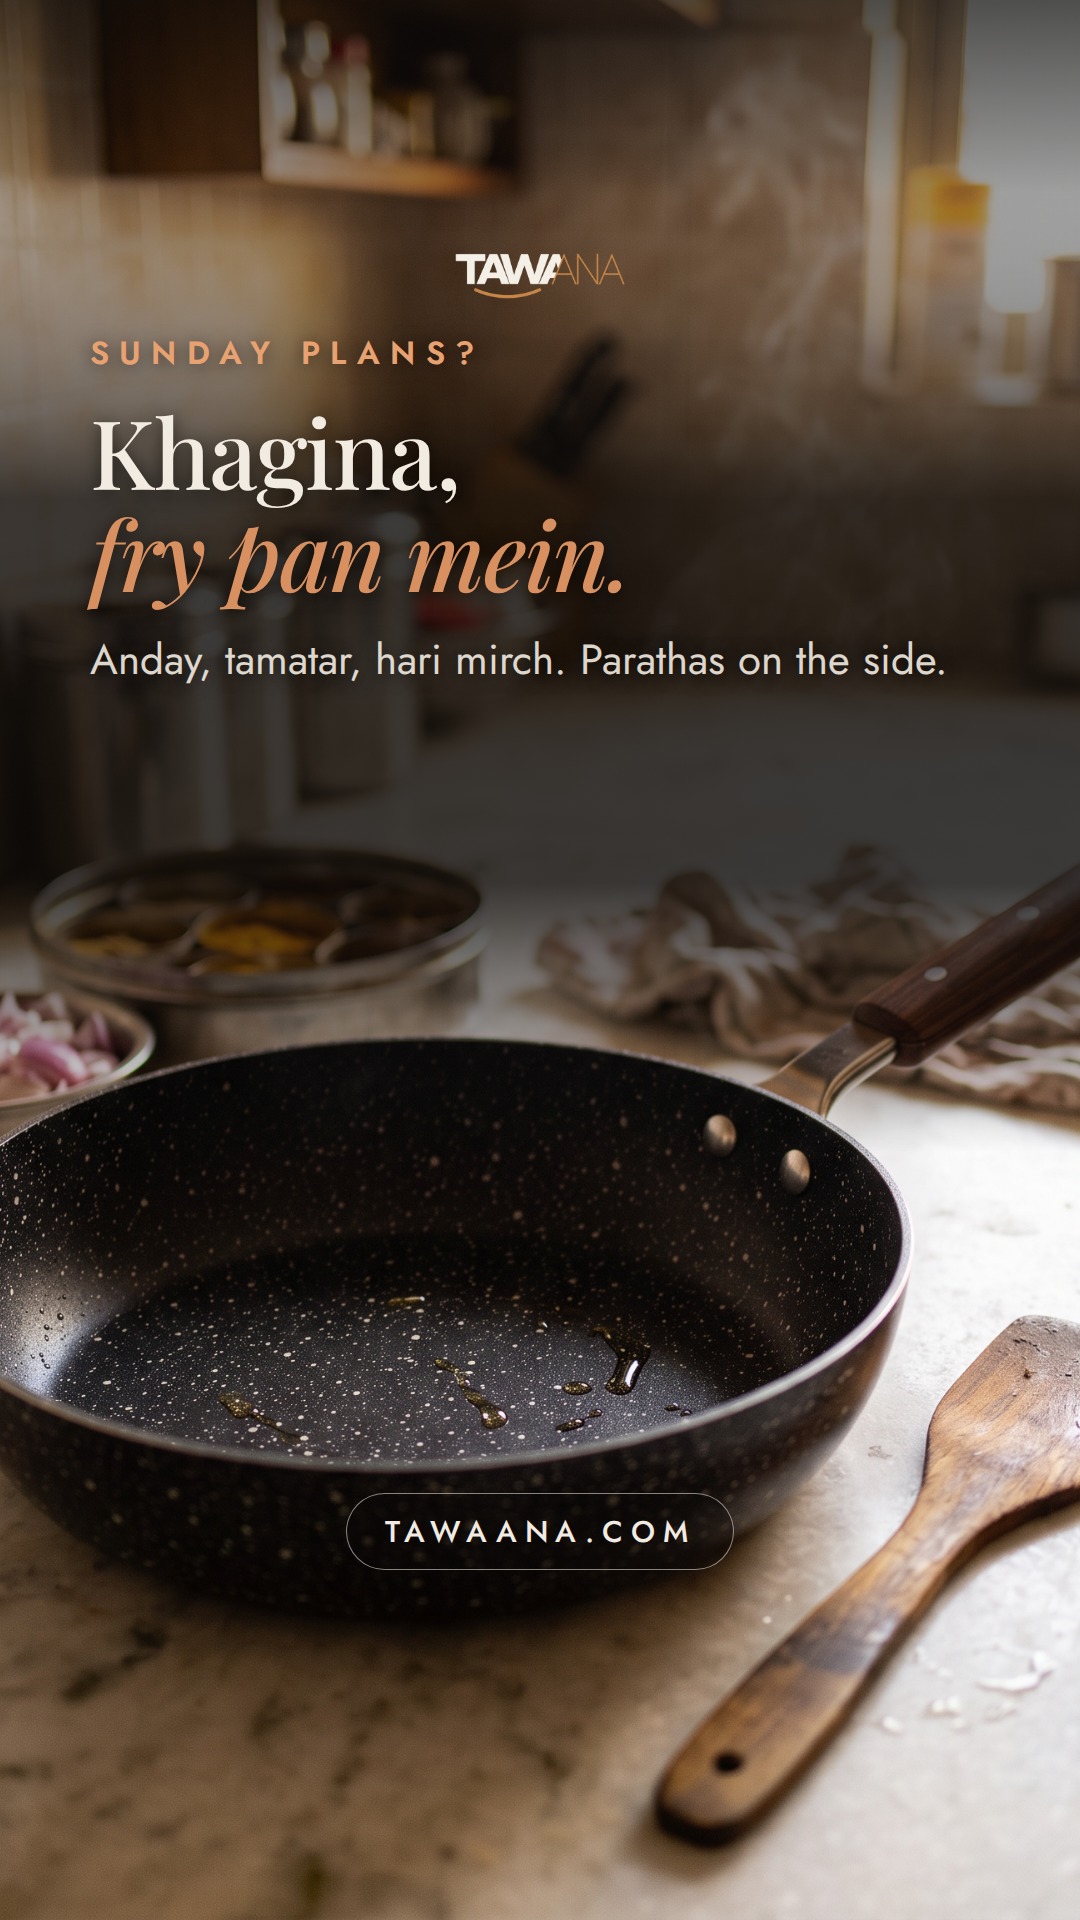 TAWAANA
SUNDAY PLANS?
Khagina,
fry pan mein.
Anday, tamatar, hari mirch. Parathas on the side.
TAWAANA.COM